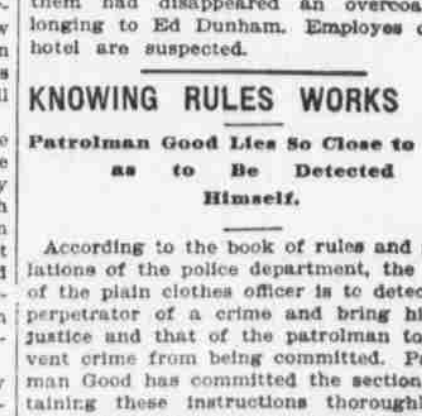 them had disappeared an overcoa
longing to Ed Dunham. Employes
hotel are suspected.
KNOWING RULES WORKS
Patrolman Good Lies So Close to
as to Be Detected
Himself.
According to the book of rules and
lations of the police department, the
of the plain clothes officer is to detec
perpetrator of a crime and bring hi
justice and that of the patrolman to
vent crime from being committed. P
man Good has committed the section
taining these instructions thoroughl